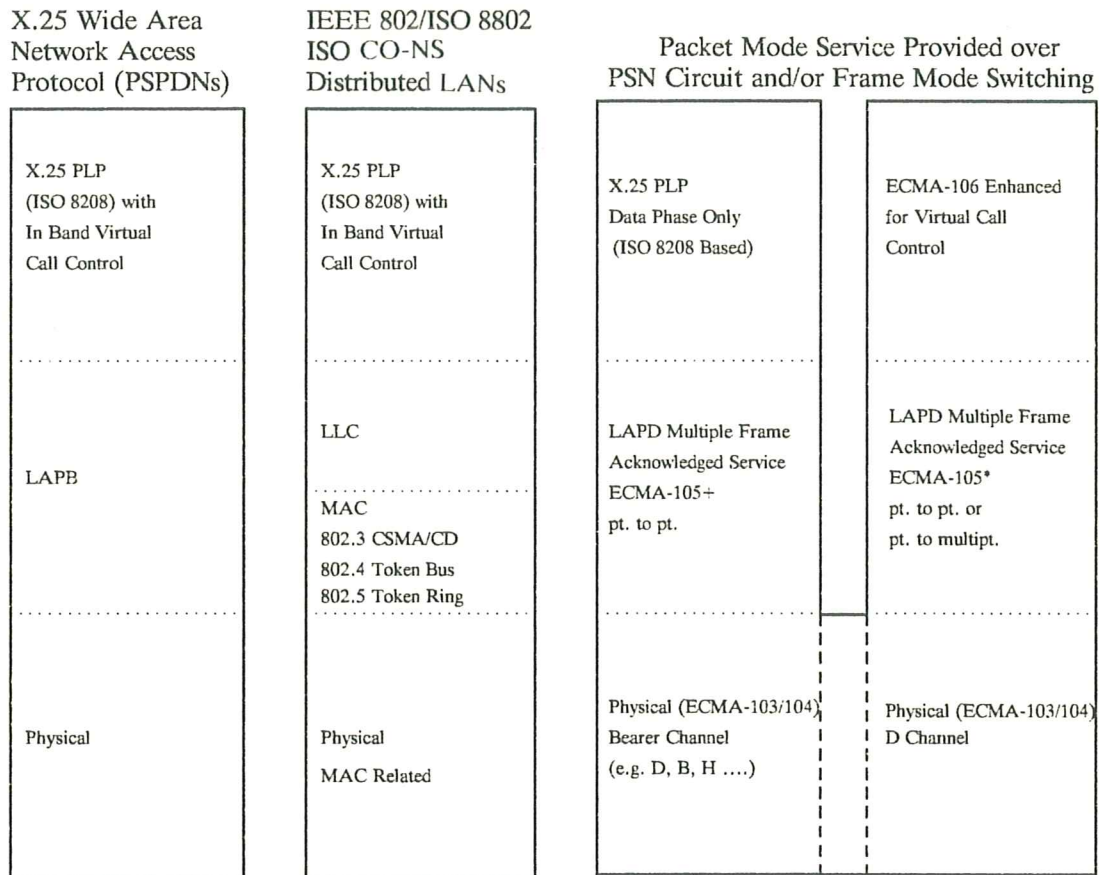 X.25 Wide Area
Network Access
Protocol (PSPDNs)
IEEE 802/ISO 8802
ISO CO-NS
Distributed LANs
Packet Mode Service Provided over
PSN Circuit and/or Frame Mode Switching
X.25 PLP
(ISO 8208) with
In Band Virtual
Call Control
LAPB
Physical
X.25 PLP
(ISO 8208) with
In Band Virtual
Call Control
LLC
MAC
802.3 CSMA/CD
802.4 Token Bus
802.5 Token Ring
Physical
MAC Related
X.25 PLP
Data Phase Only
(ISO 8208 Based)
LAPD Multiple Frame
Acknowledged Service
ECMA-105+
pt. to pt.
Physical (ECMA-103/104)
Bearer Channel
(e.g. D, B, H ....)
ECMA-106 Enhanced
for Virtual Call
Control
LAPD Multiple Frame
Acknowledged Service
ECMA-105*
pt. to pt. or
pt. to multipt.
Physical (ECMA-103/104)
D Channel